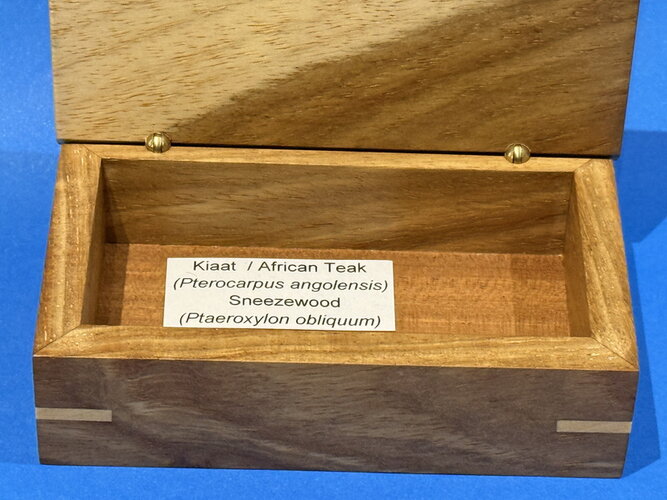 Kiaat / African Teak
(Pterocarpus angolensis)
Sneezewood
(Ptaeroxylon obliquum)